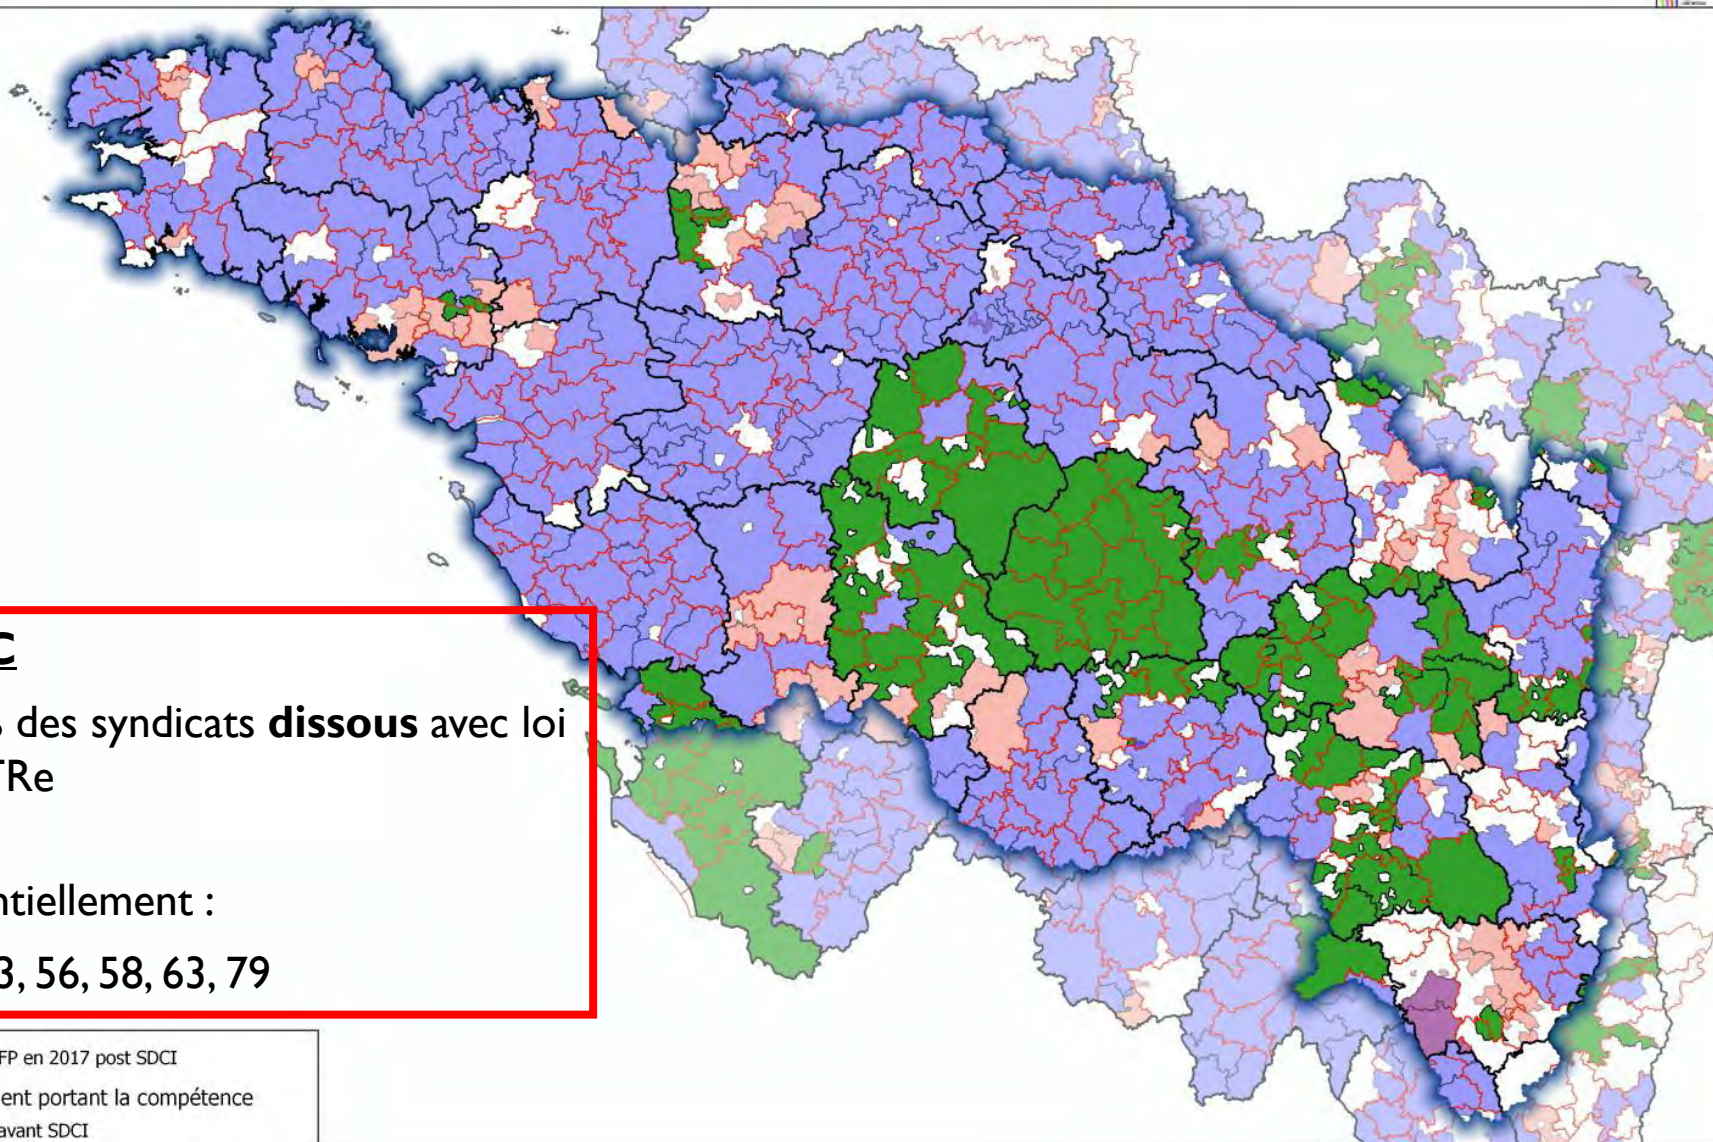 C
des syndicats dissous avec loi
TRe
ntiellement :
3, 56, 58, 63, 79
FP en 2017 post SDCI
ent portant la compétence
avant SDCI